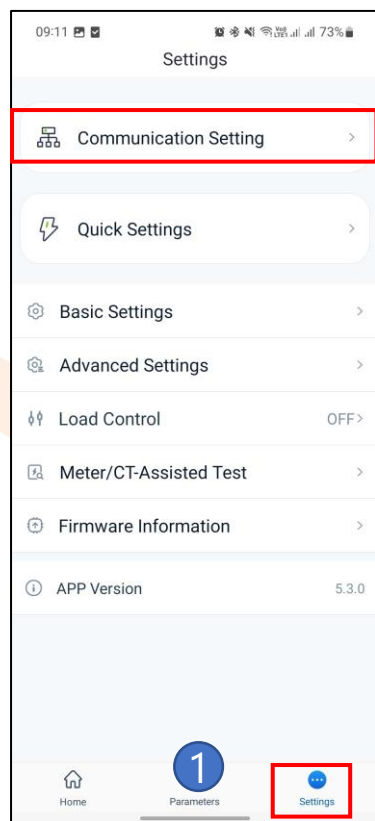 09:11 73%
Settings
Communication Setting
Quick Settings
Basic Settings
Advanced Settings
Load Control OFF
Meter/CT-Assisted Test
Firmware Information
APP Version 5.3.0
1
Home Parameters Settings